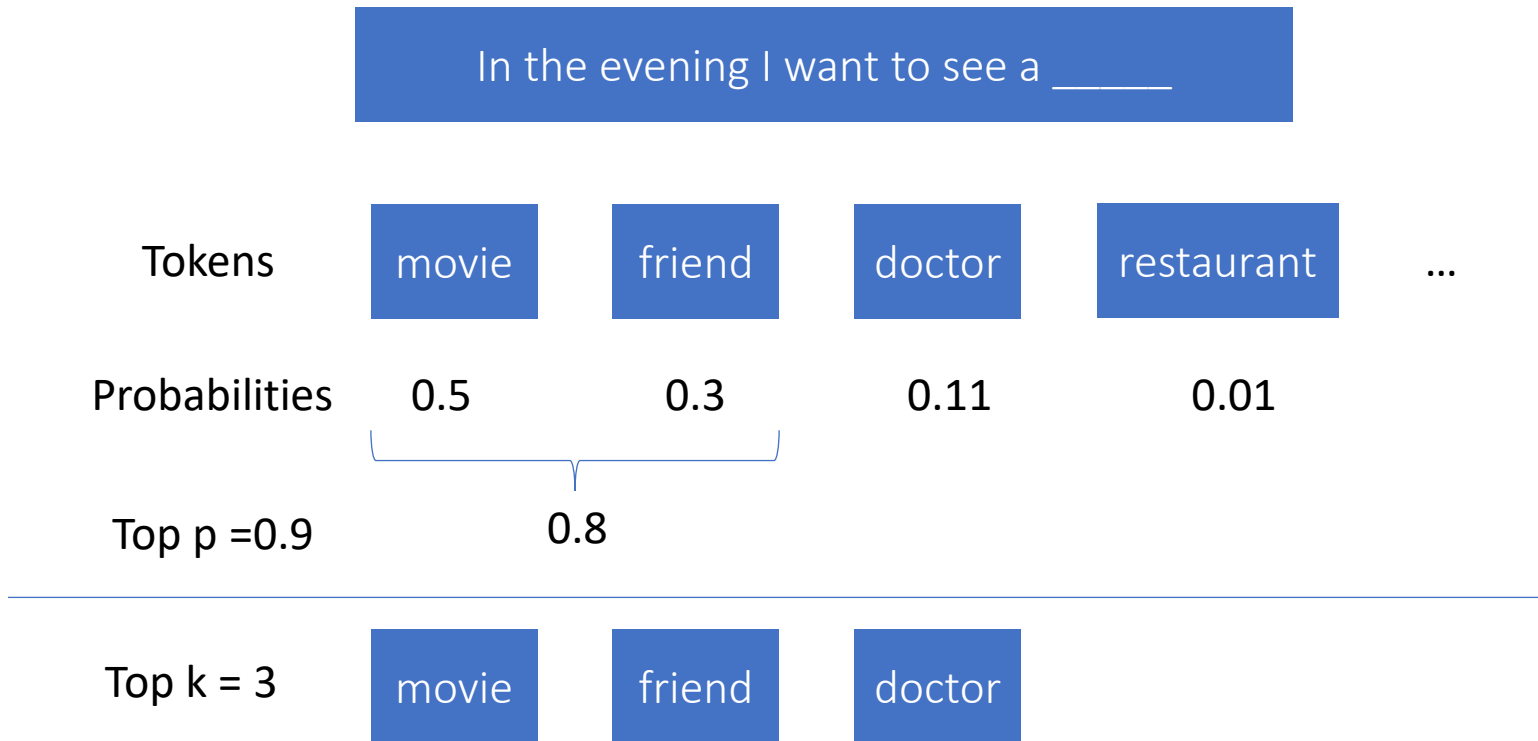 In the evening I want to see a _____
Tokens movie friend doctor restaurant ...
Probabilities 0.5 0.3 0.11 0.01
Top p =0.9 0.8
Top k = 3 movie friend doctor